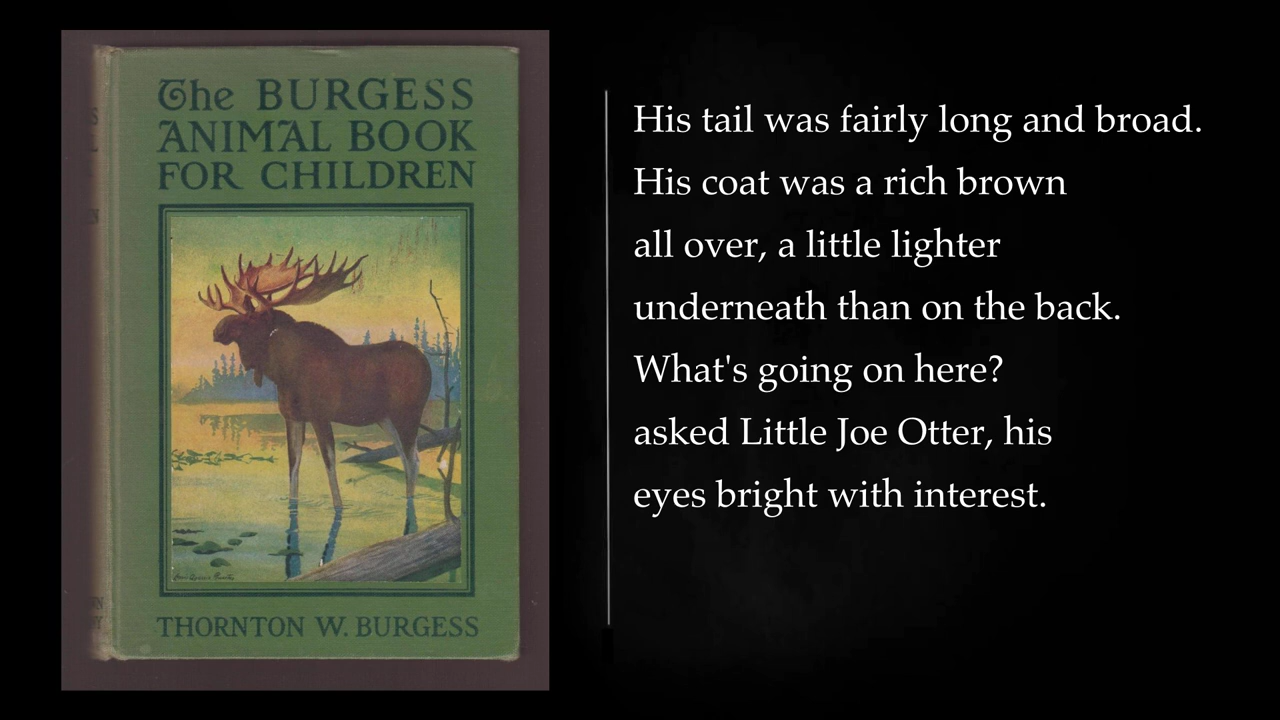 The BURGESS
ANIMAL BOOK
FOR CHILDREN
THORNTON W. BURGESS
His tail was fairly long and broad.
His coat was a rich brown
all over, a little lighter
underneath than on the back.
What's going on here?
asked Little Joe Otter, his
eyes bright with interest.